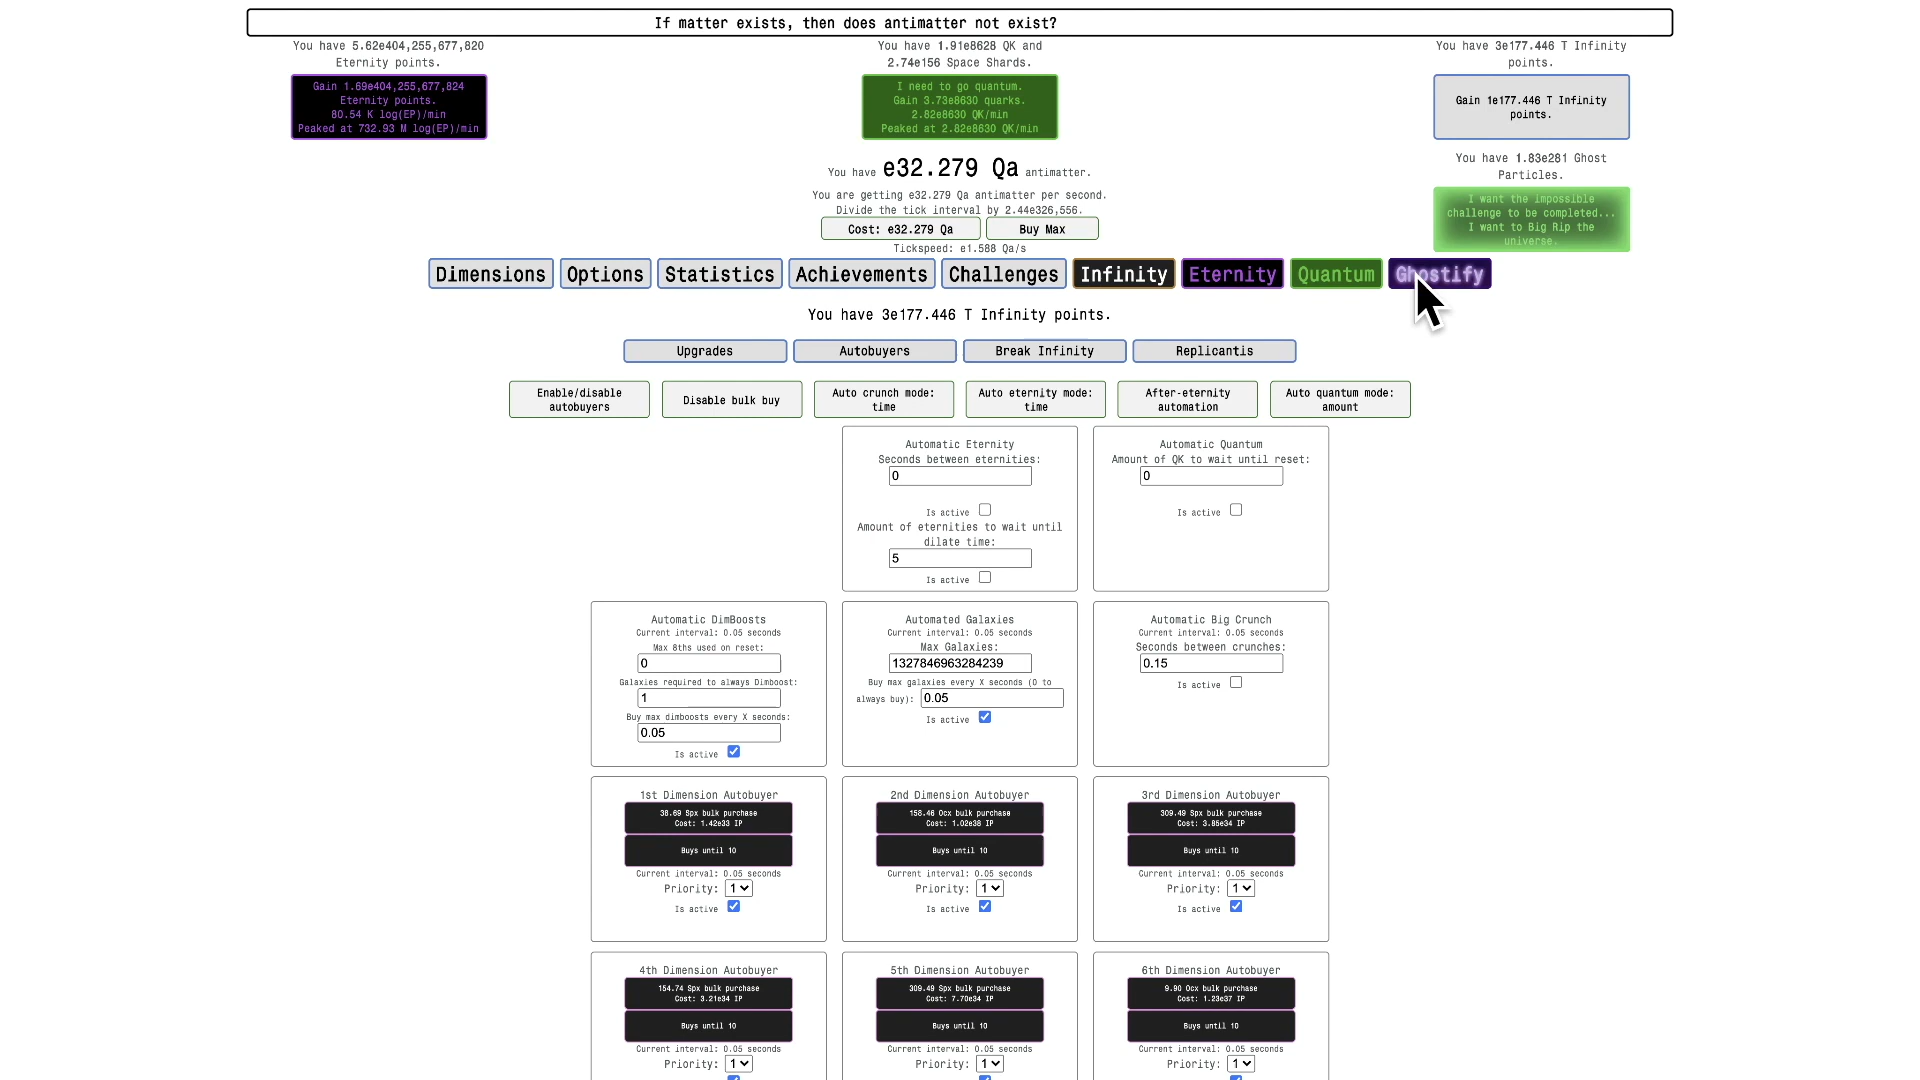 If matter exists, then does antimatter not exist?
You have 5.62e404,255,677,820
Eternity points.
Gain 1.69e404,255,677,824
Eternity points.
80.54 K log(EP)/min
Peaked at 732.93 M log(EP)/min
You have 1.91e8628 QK and
2.74e156 Space Shards.
I need to go quantum.
Gain 3.73e8630 quarks.
2.82e8630 QK/min
Peaked at 2.82e8630 QK/min
You have 3e177.446 T Infinity
points.
Gain 1e177.446 T Infinity
points.
You have 1.83e281 Ghost
Particles.
I want the impossible
challenge to be completed...
I want to Big Rip the
universe.
You have e32.279 Qa antimatter.
You are getting e32.279 Qa antimatter per second.
Divide the tick interval by 2.44e326,556.
Cost: e32.279 Qa Buy Max
Tickspeed: e1.588 Qa/s
Dimensions Options Statistics Achievements Challenges Infinity Eternity Quantum Ghostify
You have 3e177.446 T Infinity points.
Upgrades Autobuyers Break Infinity Replicantis
Enable/disable
autobuyers
Disable bulk buy
Auto crunch mode:
time
Auto eternity mode:
time
After-eternity
automation
Auto quantum mode:
amount
Automatic Eternity
Seconds between eternities:
0
Is active
Amount of eternities to wait until
dilate time:
5
Is active
Automatic Quantum
Amount of QK to wait until reset:
0
Is active
Automatic DimBoosts
Current interval: 0.05 seconds
Max 8ths used on reset:
0
Galaxies required to always Dimboost:
1
Buy max dimboosts every X seconds:
0.05
Is active
Automated Galaxies
Current interval: 0.05 seconds
Max Galaxies:
1327846963284239
Buy max galaxies every X seconds (0 to
always buy): 0.05
Is active
Automatic Big Crunch
Current interval: 0.05 seconds
Seconds between crunches:
0.15
Is active
1st Dimension Autobuyer
38.69 Spx bulk purchase
Cost: 1.42e33 IP
Buys until 10
Current interval: 0.05 seconds
Priority: 1
Is active
2nd Dimension Autobuyer
158.46 Ocx bulk purchase
Cost: 1.02e38 IP
Buys until 10
Current interval: 0.05 seconds
Priority: 1
Is active
3rd Dimension Autobuyer
309.49 Spx bulk purchase
Cost: 3.85e34 IP
Buys until 10
Current interval: 0.05 seconds
Priority: 1
Is active
4th Dimension Autobuyer
154.74 Spx bulk purchase
Cost: 3.21e34 IP
Buys until 10
Current interval: 0.05 seconds
Priority: 1
5th Dimension Autobuyer
309.49 Spx bulk purchase
Cost: 7.70e34 IP
Buys until 10
Current interval: 0.05 seconds
Priority: 1
6th Dimension Autobuyer
9.90 Ocx bulk purchase
Cost: 1.23e37 IP
Buys until 10
Current interval: 0.05 seconds
Priority: 1